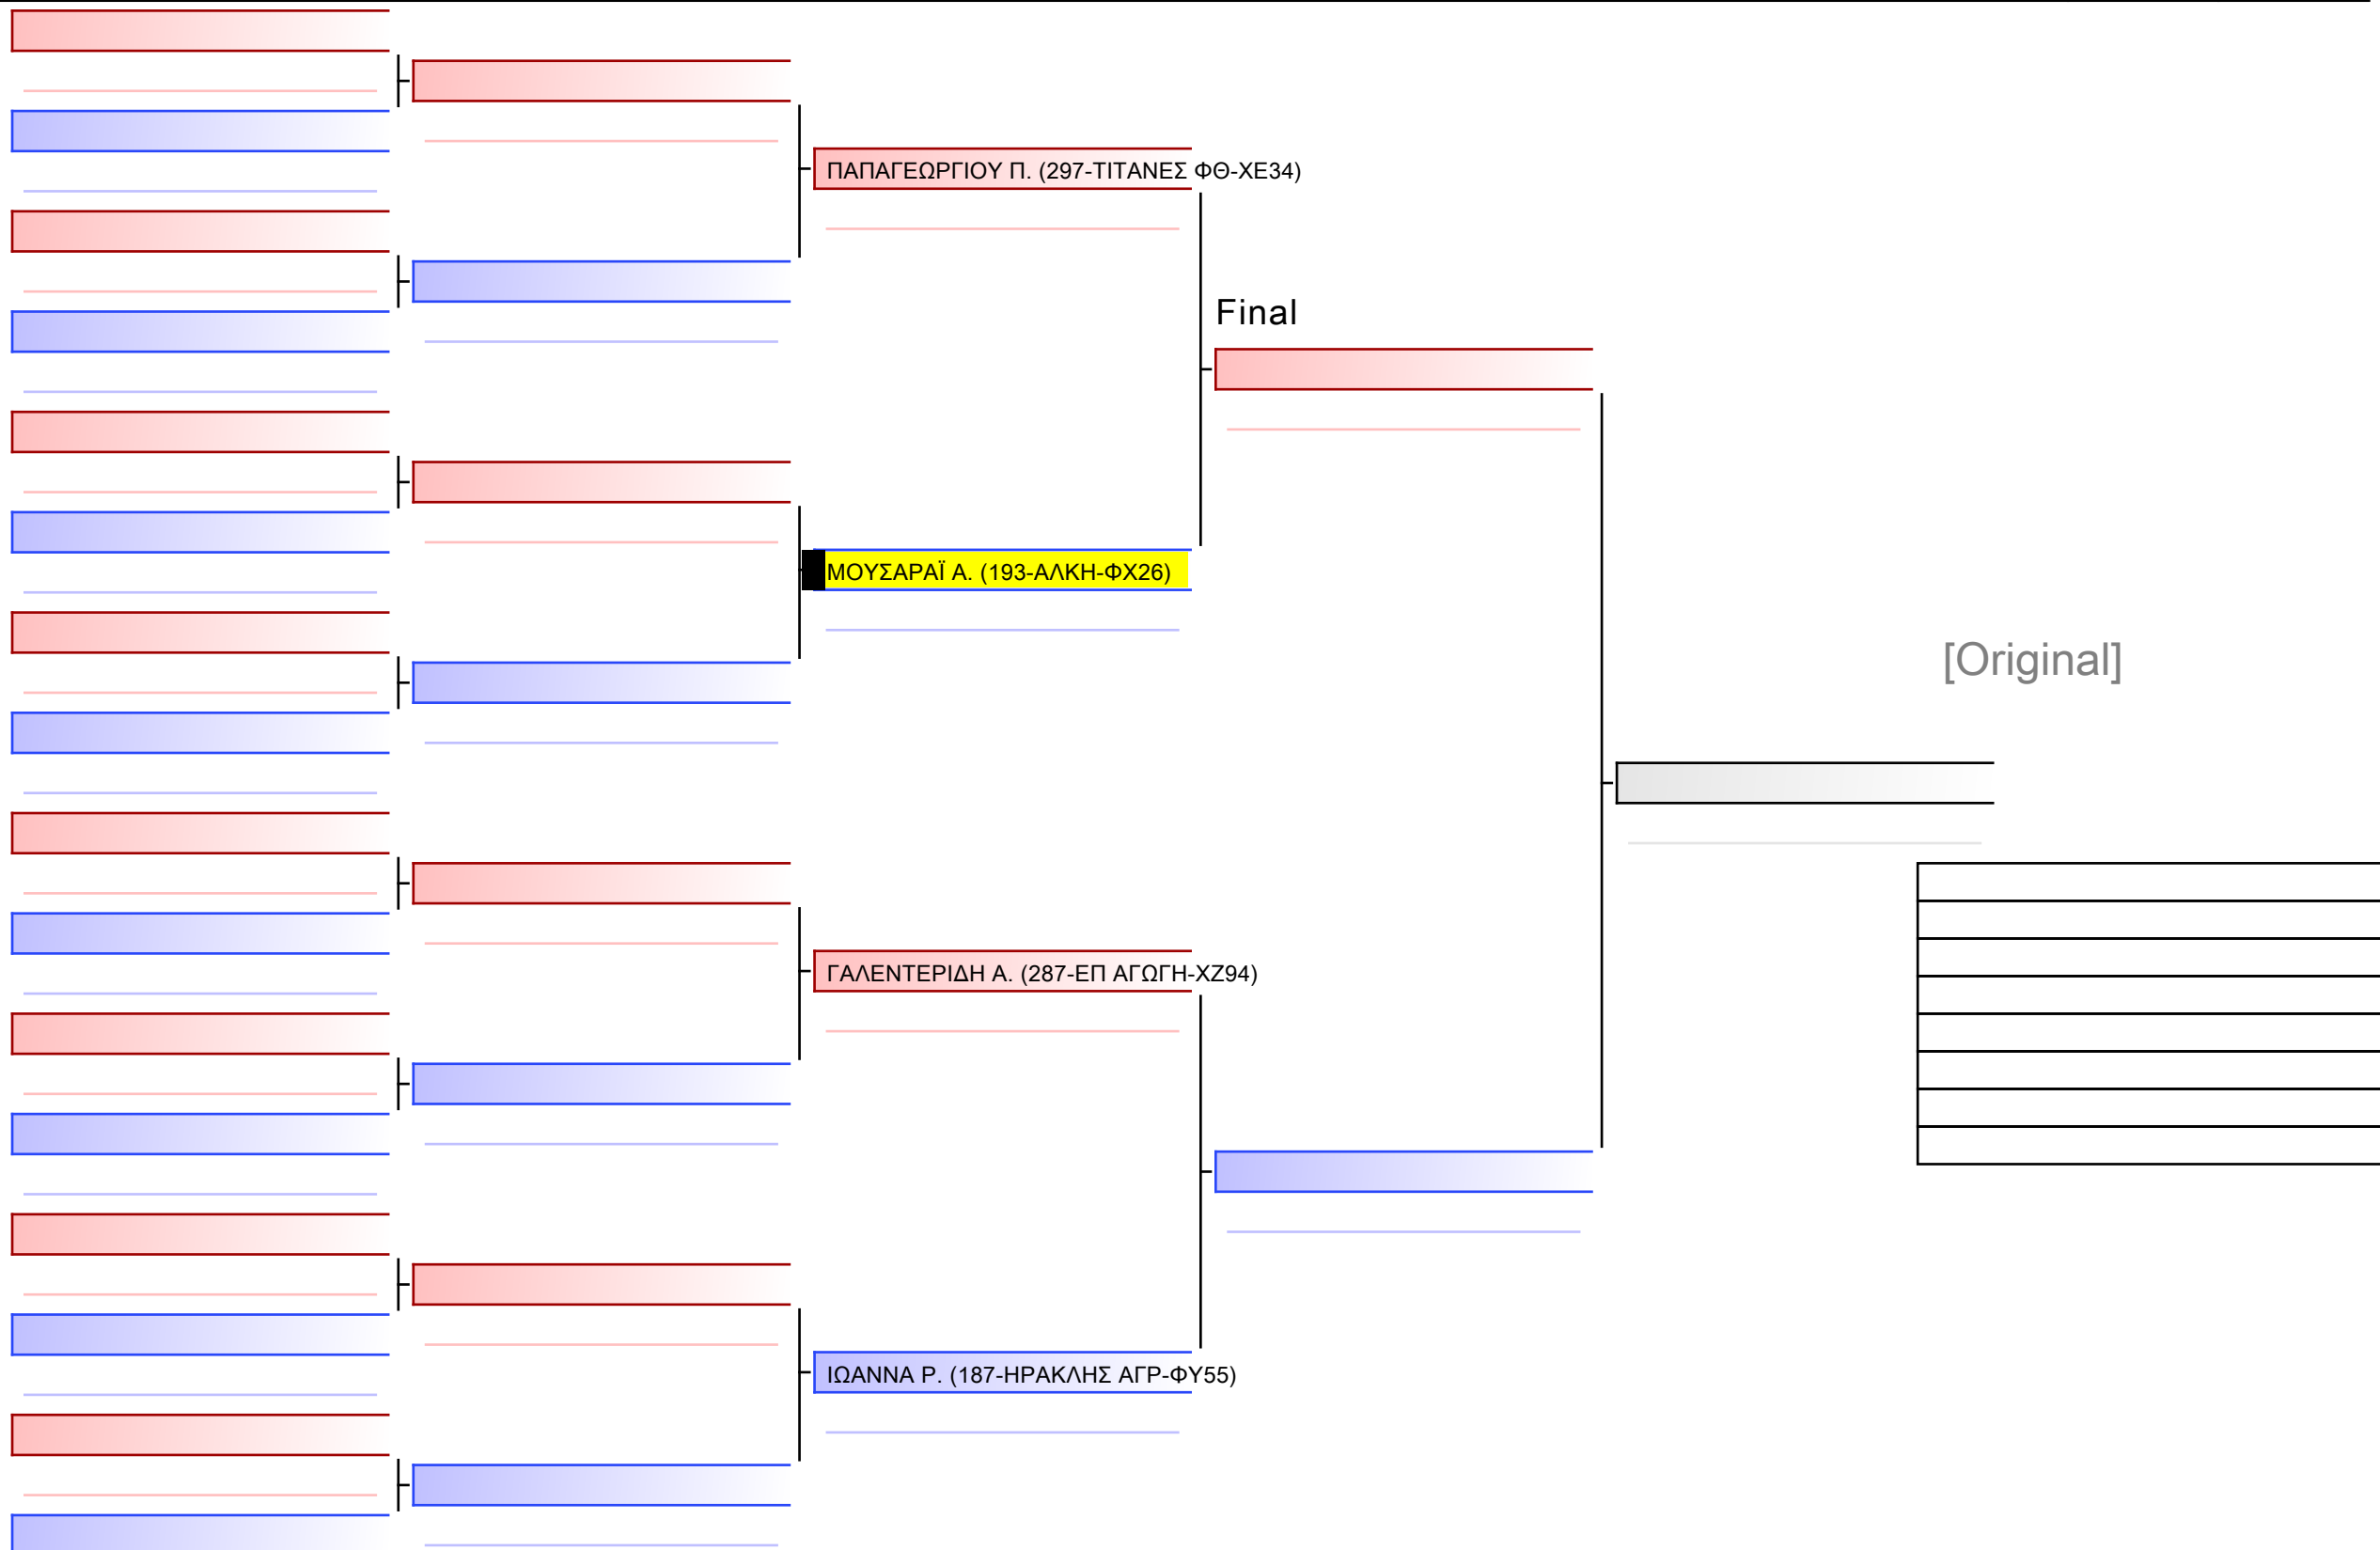 ΠΑΠΑΓΕΩΡΓΙΟΥ Π. (297-ΤΙΤΑΝΕΣ ΦΘ-ΧΕ34)
Final
ΜΟΥΣΑΡΑΪ Α. (193-ΑΛΚΗ-ΦΧ26)
[Original]
ΓΑΛΕΝΤΕΡΙΔΗ Α. (287-ΕΠ ΑΓΩΓΗ-ΧΖ94)
ΙΩΑΝΝΑ Ρ. (187-ΗΡΑΚΛΗΣ ΑΓΡ-ΦΥ55)